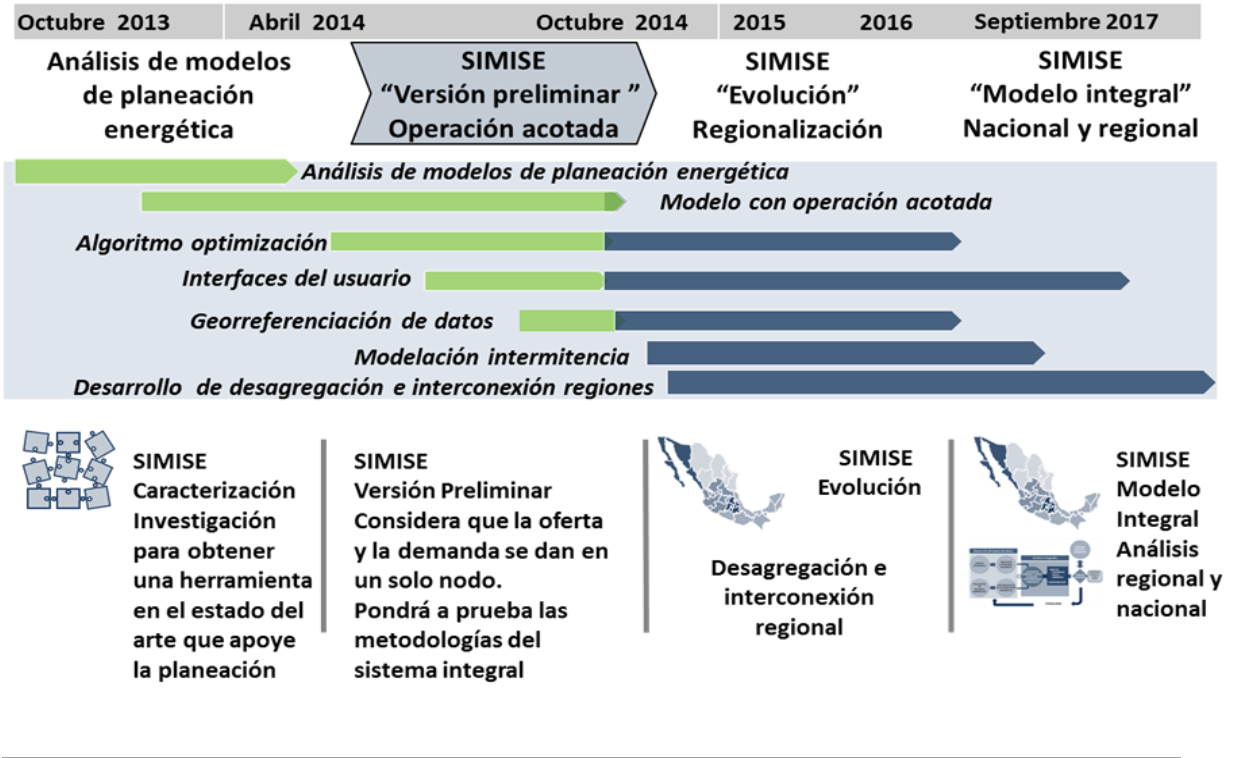 Octubre 2013 Abril 2014 Octubre 2014 2015 2016 Septiembre 2017
Análisis de modelos
de planeación
energética
SIMISE
“Versión preliminar ”
Operación acotada
SIMISE
“Evolución”
Regionalización
SIMISE
“Modelo integral”
Nacional y regional
Análisis de modelos de planeación energética
Modelo con operación acotada
Algoritmo optimización
Interfaces del usuario
Georreferenciación de datos
Modelación intermitencia
Desarrollo de desagregación e interconexión regiones
SIMISE
Caracterización
Investigación
para obtener
una herramienta
en el estado del
arte que apoye
la planeación
SIMISE
Versión Preliminar
Considera que la oferta
y la demanda se dan en
un solo nodo.
Pondrá a prueba las
metodologías del
sistema integral
SIMISE
Evolución
Desagregación e
interconexión
regional
SIMISE
Modelo
Integral
Análisis
regional y
nacional